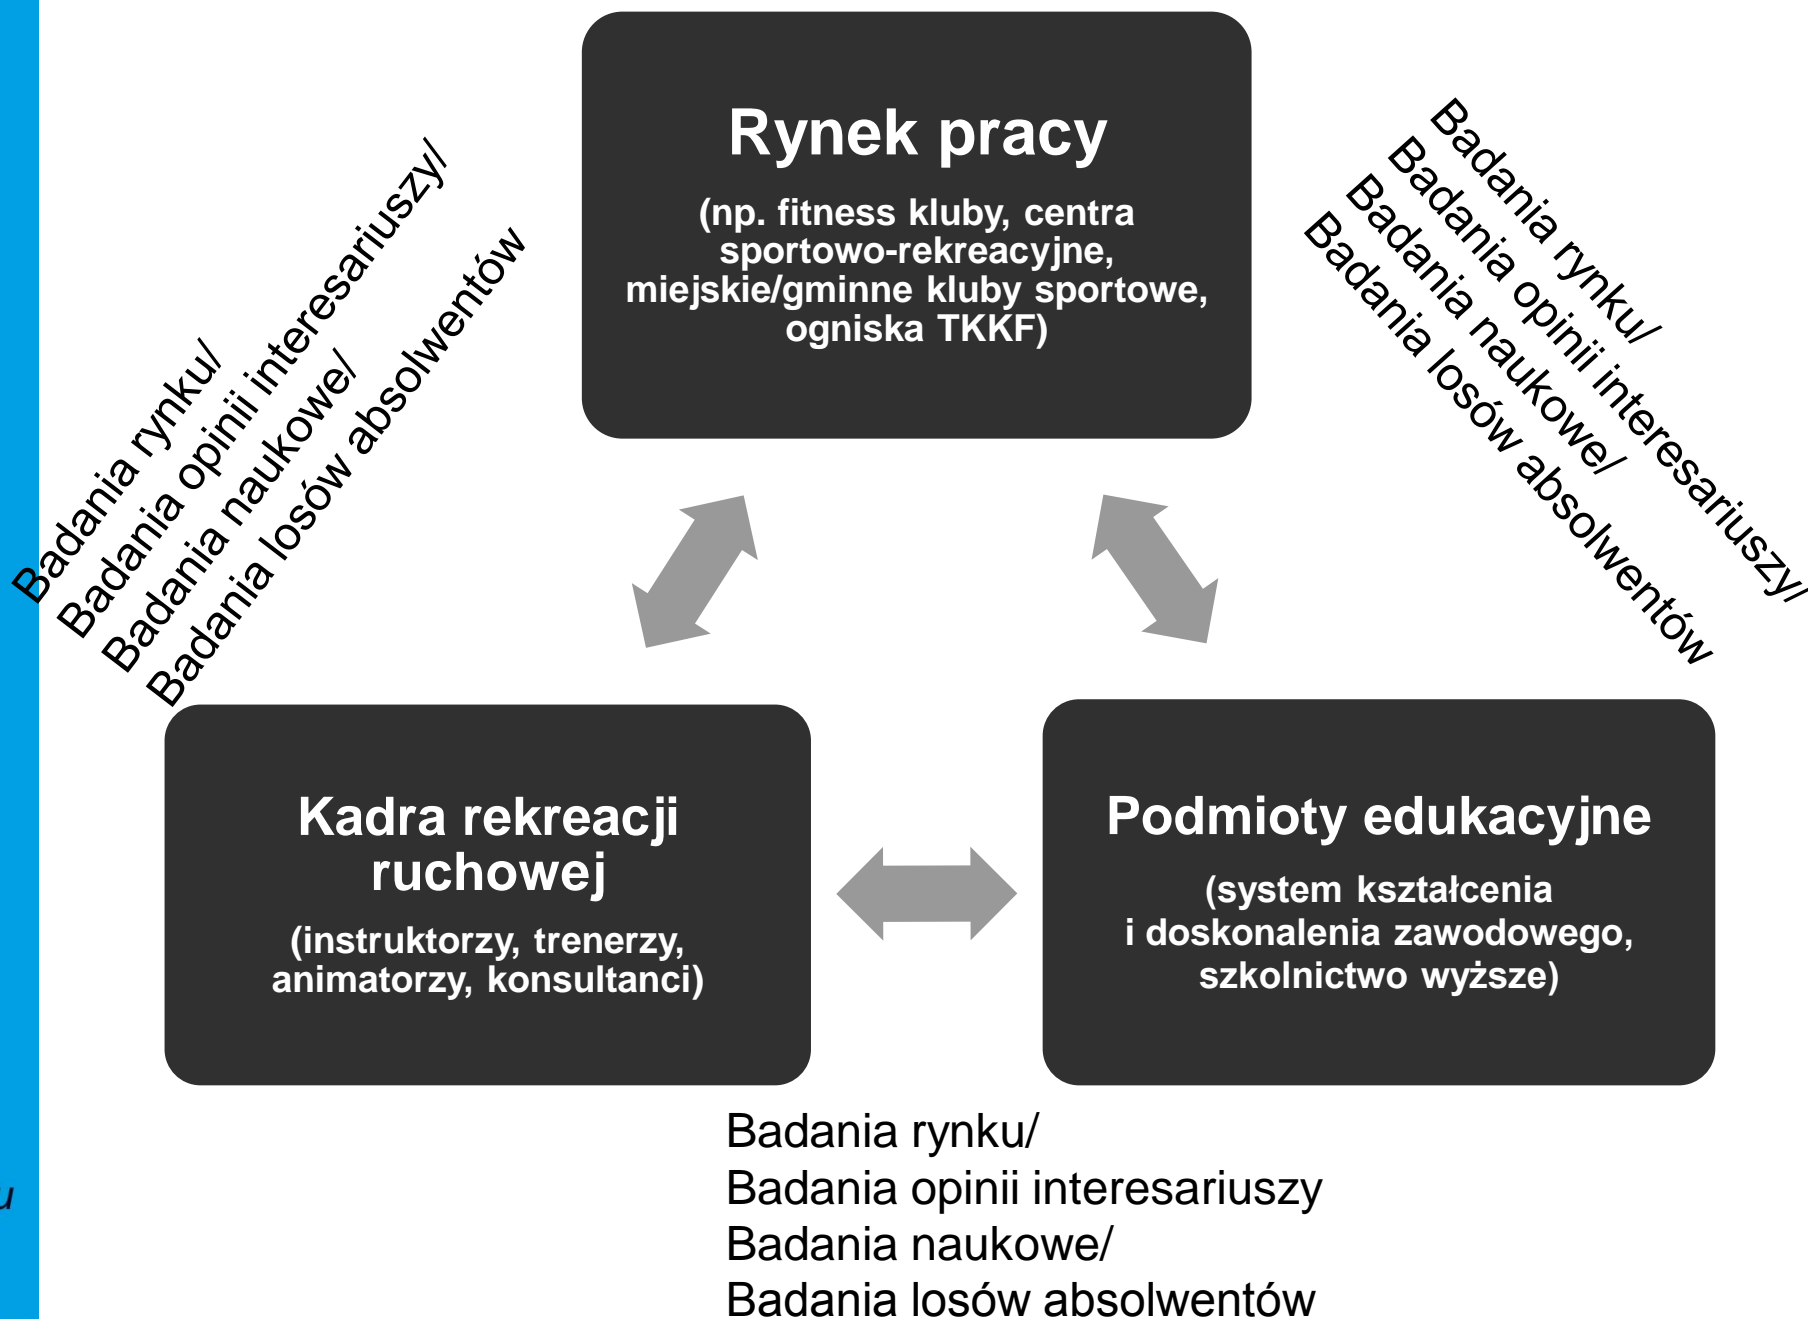 Rynek pracy
(np. fitness kluby, centra
sportowo-rekreacyjne,
miejskie/gminne kluby sportowe,
ogniska TKKF)
Badania rynku/
Badania opinii interesariuszy/
Badania naukowe/
Badania losów absolwentów
Badania rynku/
Badania opinii interesariuszy/
Badania naukowe/
Badania losów absolwentów
Kadra rekreacji
ruchowej
(instruktorzy, trenerzy,
animatorzy, konsultanci)
Podmioty edukacyjne
(system kształcenia
i doskonalenia zawodowego,
szkolnictwo wyższe)
Badania rynku/
Badania opinii interesariuszy
Badania naukowe/
Badania losów absolwentów